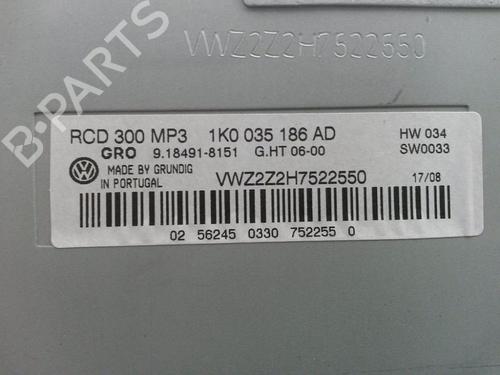 VWZ2Z2H7522550
B-PARTS
RCD 300 MP3 1K0 035 186 AD HW 034
GRO 9.18491-8151 G.HT 06-00 SW0033
MADE BY GRUNDIG
IN PORTUGAL
VWZ2Z2H7522550 17/08
02 56245 0330 752255 0